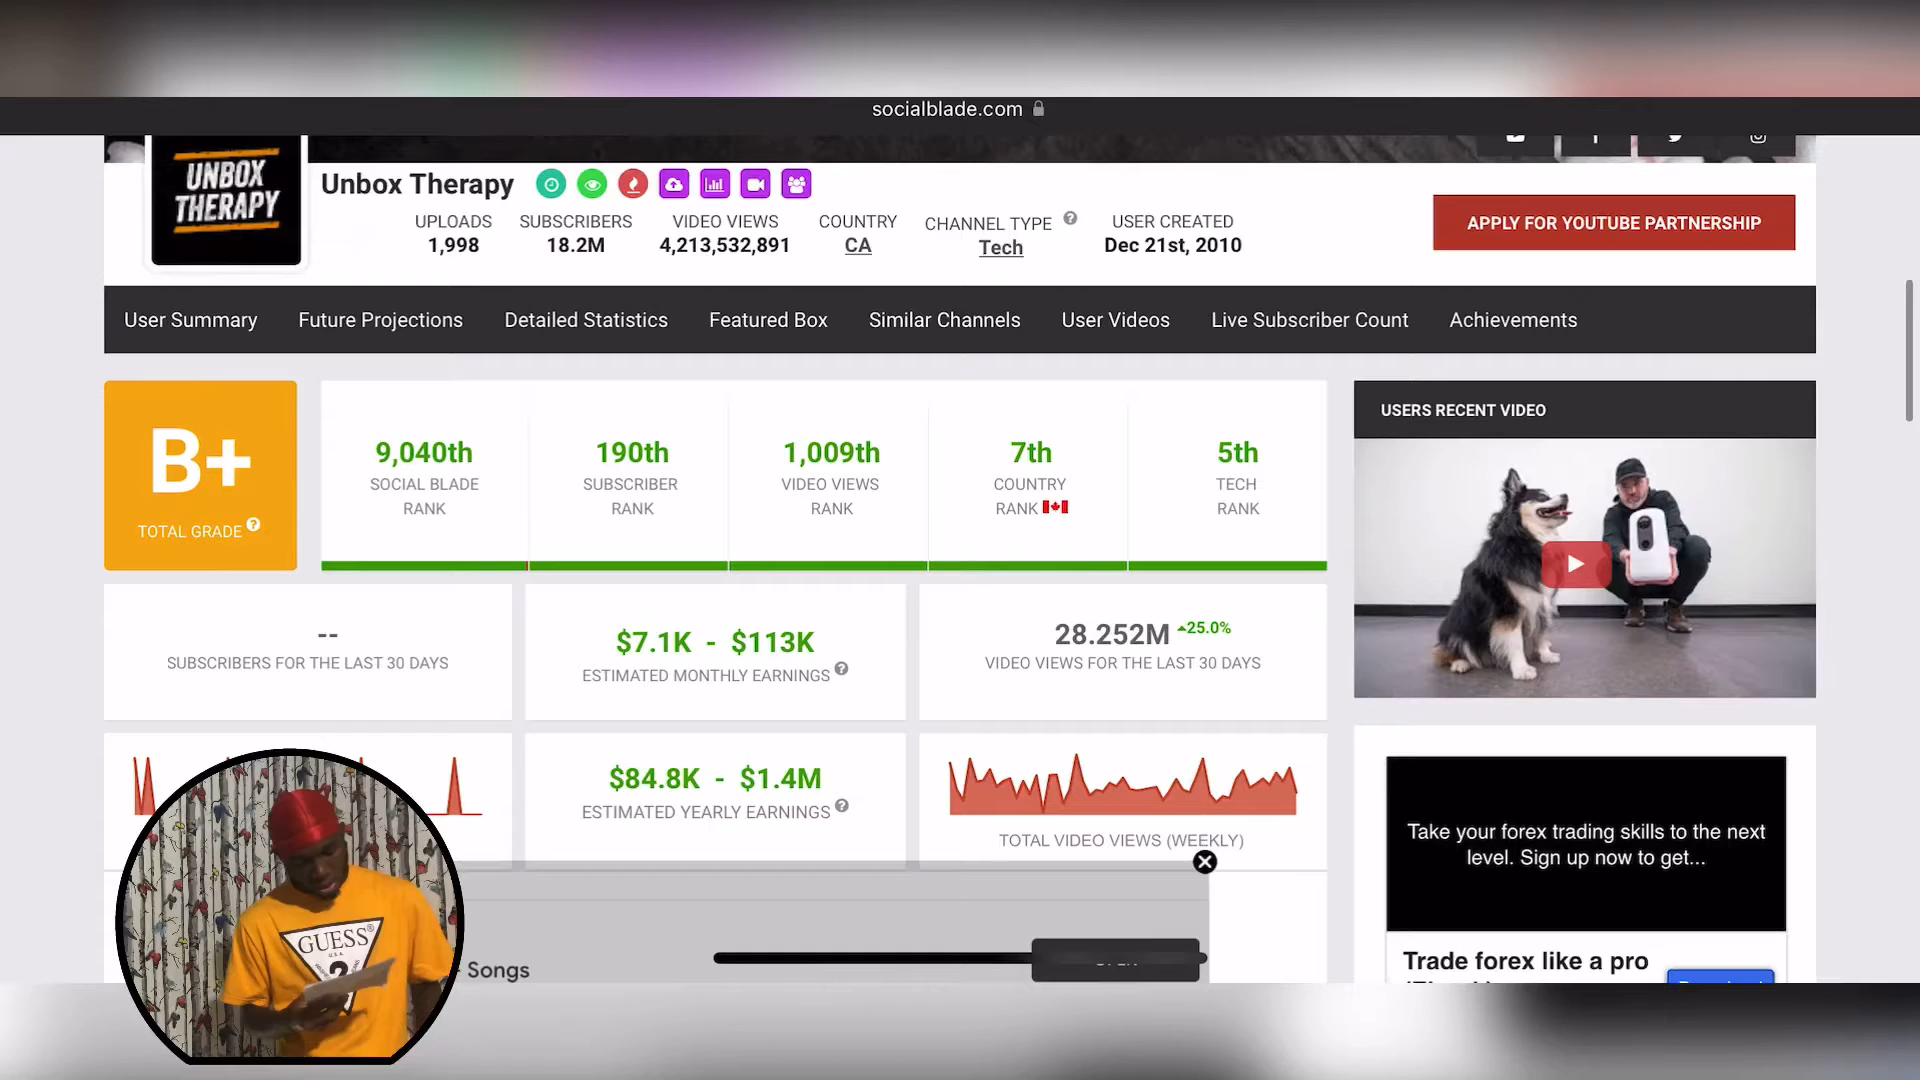 socialblade.com
UNBOX
THERAPY
Unbox Therapy
UPLOADS
1,998
SUBSCRIBERS
18.2M
VIDEO VIEWS
4,213,532,891
COUNTRY
CA
CHANNEL TYPE
Tech
USER CREATED
Dec 21st, 2010
APPLY FOR YOUTUBE PARTNERSHIP
User Summary
Future Projections
Detailed Statistics
Featured Box
Similar Channels
User Videos
Live Subscriber Count
Achievements
B+
TOTAL GRADE
9,040th
SOCIAL BLADE
RANK
190th
SUBSCRIBER
RANK
1,009th
VIDEO VIEWS
RANK
7th
COUNTRY
RANK
5th
TECH
RANK
USERS RECENT VIDEO
--
SUBSCRIBERS FOR THE LAST 30 DAYS
$7.1K - $113K
ESTIMATED MONTHLY EARNINGS
28.252M 25.0%
VIDEO VIEWS FOR THE LAST 30 DAYS
$84.8K - $1.4M
ESTIMATED YEARLY EARNINGS
TOTAL VIDEO VIEWS (WEEKLY)
Take your forex trading skills to the next
level. Sign up now to get...
Trade forex like a pro
GUESS
U.S.A.
?
Songs